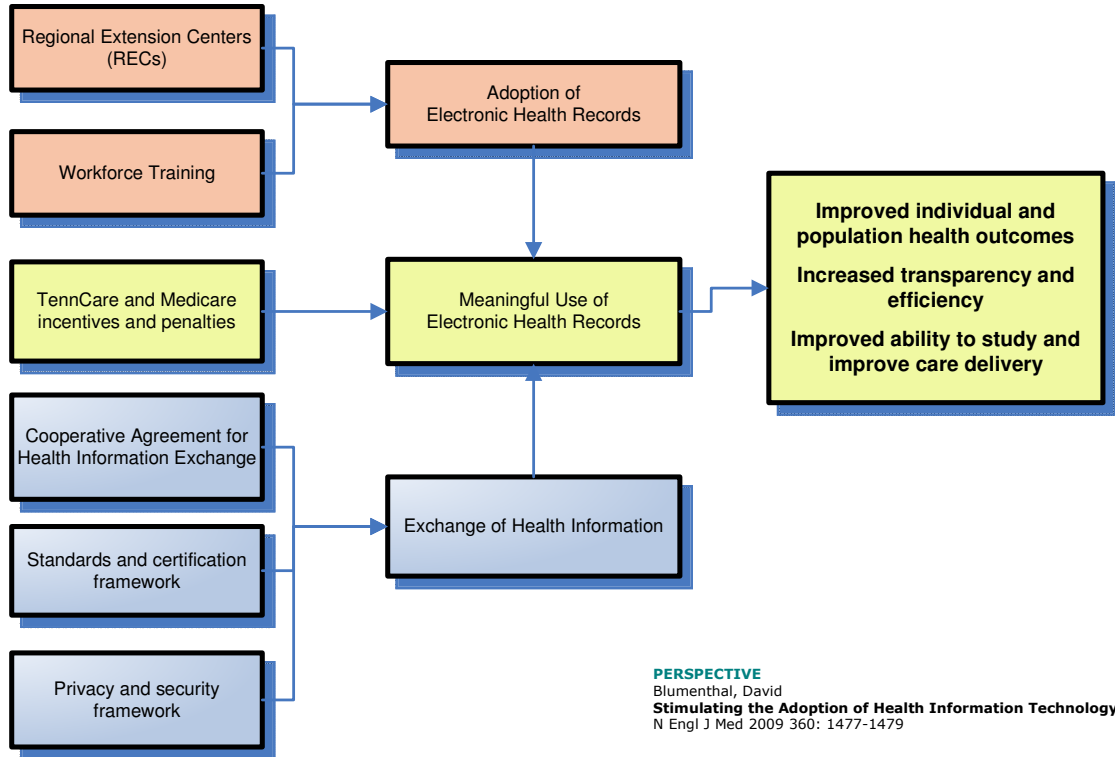 Regional Extension Centers
(RECs)
Adoption of
Electronic Health Records
Workforce Training
Improved individual and
population health outcomes
Increased transparency and
efficiency
Improved ability to study and
improve care delivery
TennCare and Medicare
incentives and penalties
Meaningful Use of
Electronic Health Records
Cooperative Agreement for
Health Information Exchange
Exchange of Health Information
Standards and certification
framework
Privacy and security
framework
PERSPECTIVE
Blumenthal, David
Stimulating the Adoption of Health Information Technology
N Engl J Med 2009 360: 1477-1479